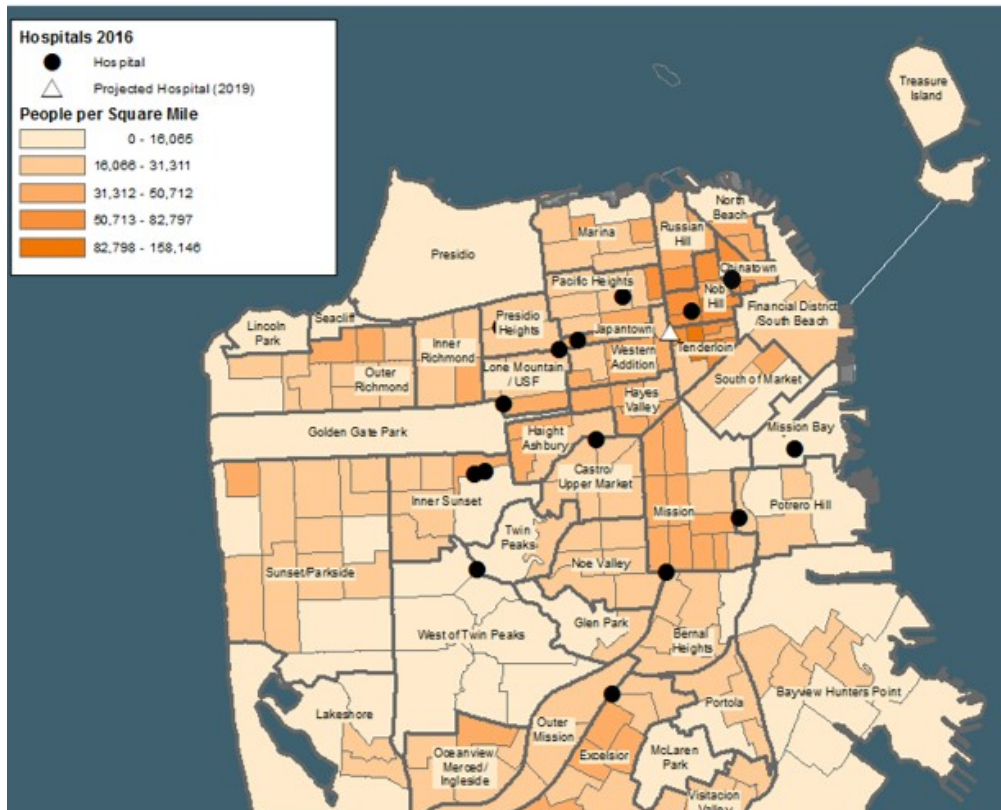 Hospitals 2016
Hospital
Projected Hospital (2019)
People per Square Mile
0 - 16,065
16,066 - 31,311
31,312 - 50,712
50,713 - 82,797
82,798 - 158,146
Treasure
Island
North
Beach
Marina
Russian
Hill
Presidio
Chinatown
Pacific Heights
Nob
Hill
Financial District
/South Beach
Seacliff
Lincoln
Park
Presidio
Heights
Japantown
Inner
Richmond
Western
Addition
Tenderloin
Outer
Richmond
Lone Mountain
/ USF
South of Market
Hayes
Valley
Golden Gate Park
Haight
Ashbury
Mission Bay
Castro/
Upper Market
Inner Sunset
Mission
Potrero Hill
Twin
Peaks
Sunset/Parkside
Noe Valley
Glen Park
West of Twin Peaks
Bernal
Heights
Bayview Hunters Point
Portola
Lakeshore
Outer
Mission
Oceanview/
Merced/
Ingleside
Excelsior
McLaren
Park
Visitacion
Valley